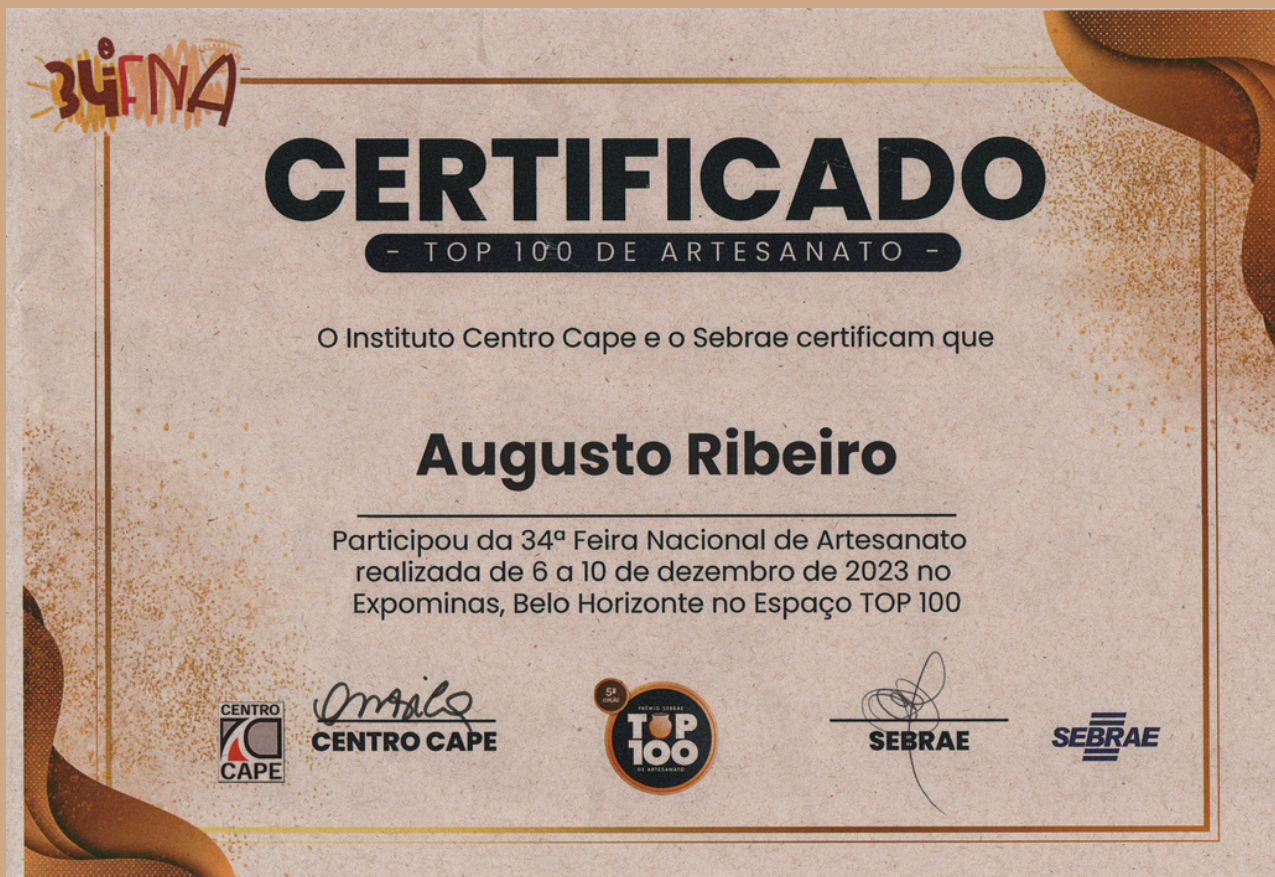 34ª FNA
CERTIFICADO
- TOP 100 DE ARTESANATO -
O Instituto Centro Cape e o Sebrae certificam que
Augusto Ribeiro
Participou da 34ª Feira Nacional de Artesanato
realizada de 6 a 10 de dezembro de 2023 no
Expominas, Belo Horizonte no Espaço TOP 100
CENTRO
CAPE
CENTRO CAPE
5ª
EDIÇÃO
PRÊMIO SEBRAE
TOP
100
DE ARTESANATO
SEBRAE
SEBRAE